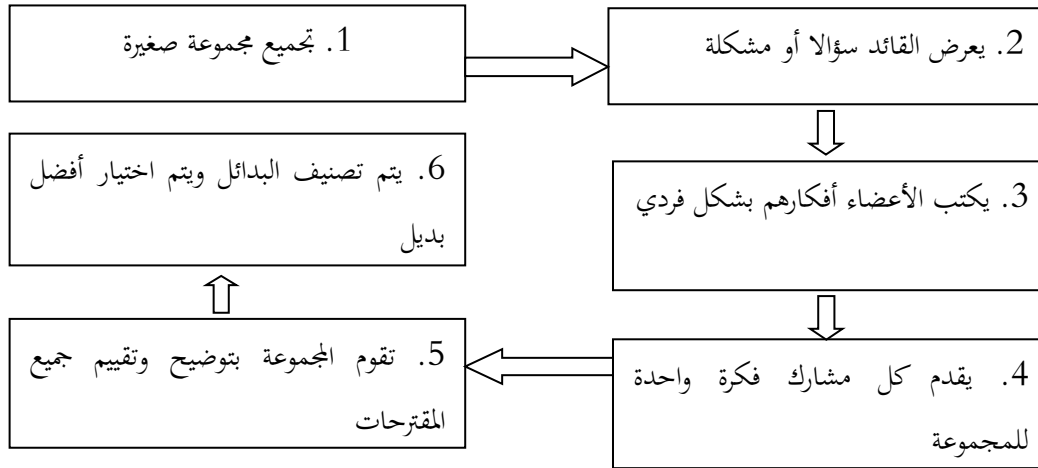 1. تجميع مجموعة صغيرة
2. يعرض القائد سؤالا أو مشكلة
3. يكتب الأعضاء أفكارهم بشكل فردي
4. يقدم كل مشارك فكرة واحدة
للمجموعة
5. تقوم المجموعة بتوضيح وتقييم جميع
المقترحات
6. يتم تصنيف البدائل ويتم اختيار أفضل
بديل